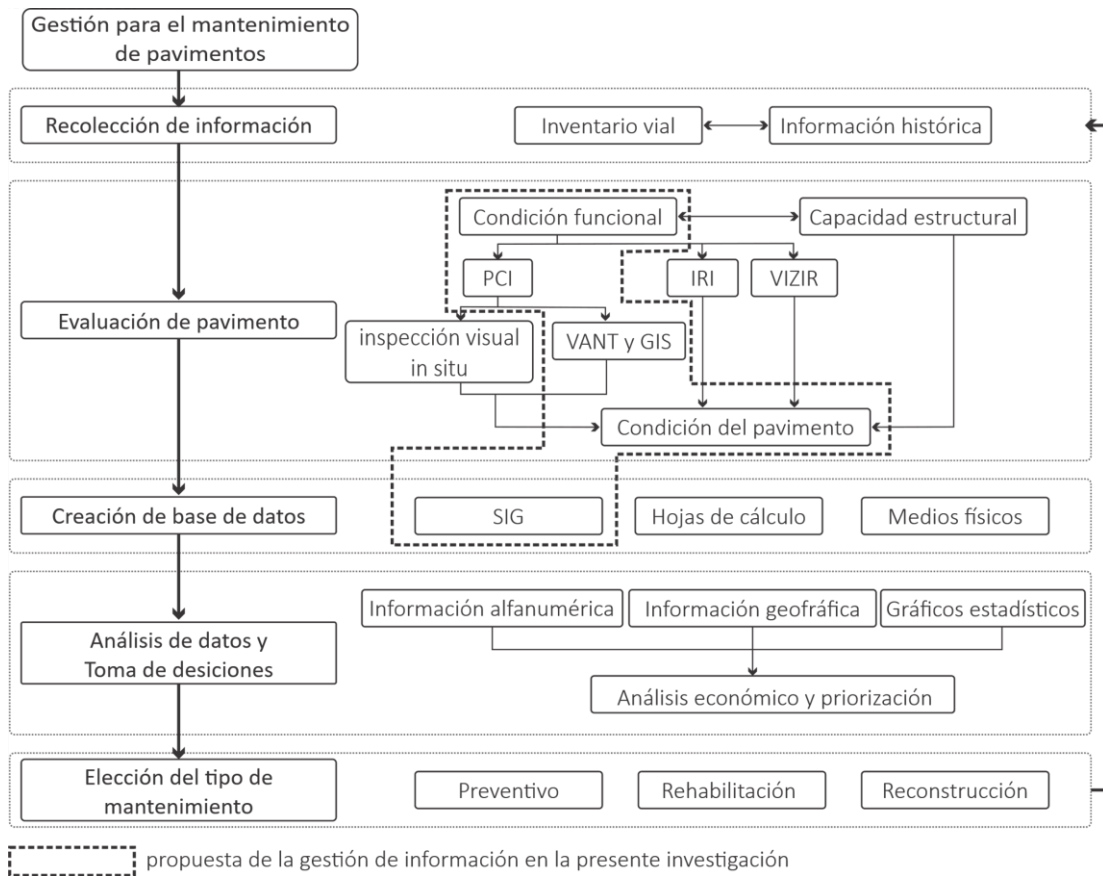 Gestión para el mantenimiento
de pavimentos
Recolección de información
Inventario vial
Información histórica
Condición funcional
Capacidad estructural
PCI
IRI
VIZIR
Evaluación de pavimento
inspección visual
in situ
VANT y GIS
Condición del pavimento
Creación de base de datos
SIG
Hojas de cálculo
Medios físicos
Análisis de datos y
Toma de desiciones
Información alfanumérica
Información geofráfica
Gráficos estadísticos
Análisis económico y priorización
Elección del tipo de
mantenimiento
Preventivo
Rehabilitación
Reconstrucción
propuesta de la gestión de información en la presente investigación